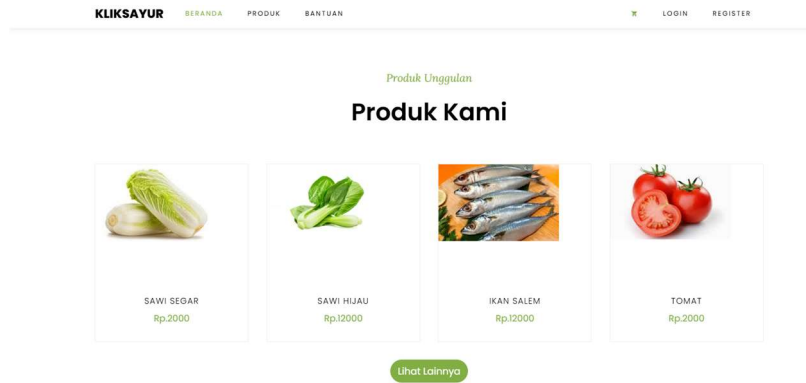 KLIKSAYUR BERANDA PRODUK BANTUAN LOGIN REGISTER
Produk Unggulan
Produk Kami
SAWI SEGAR SAWI HIJAU IKAN SALEM TOMAT
Rp.2000 Rp.12000 Rp.12000 Rp.2000
Lihat Lainnya